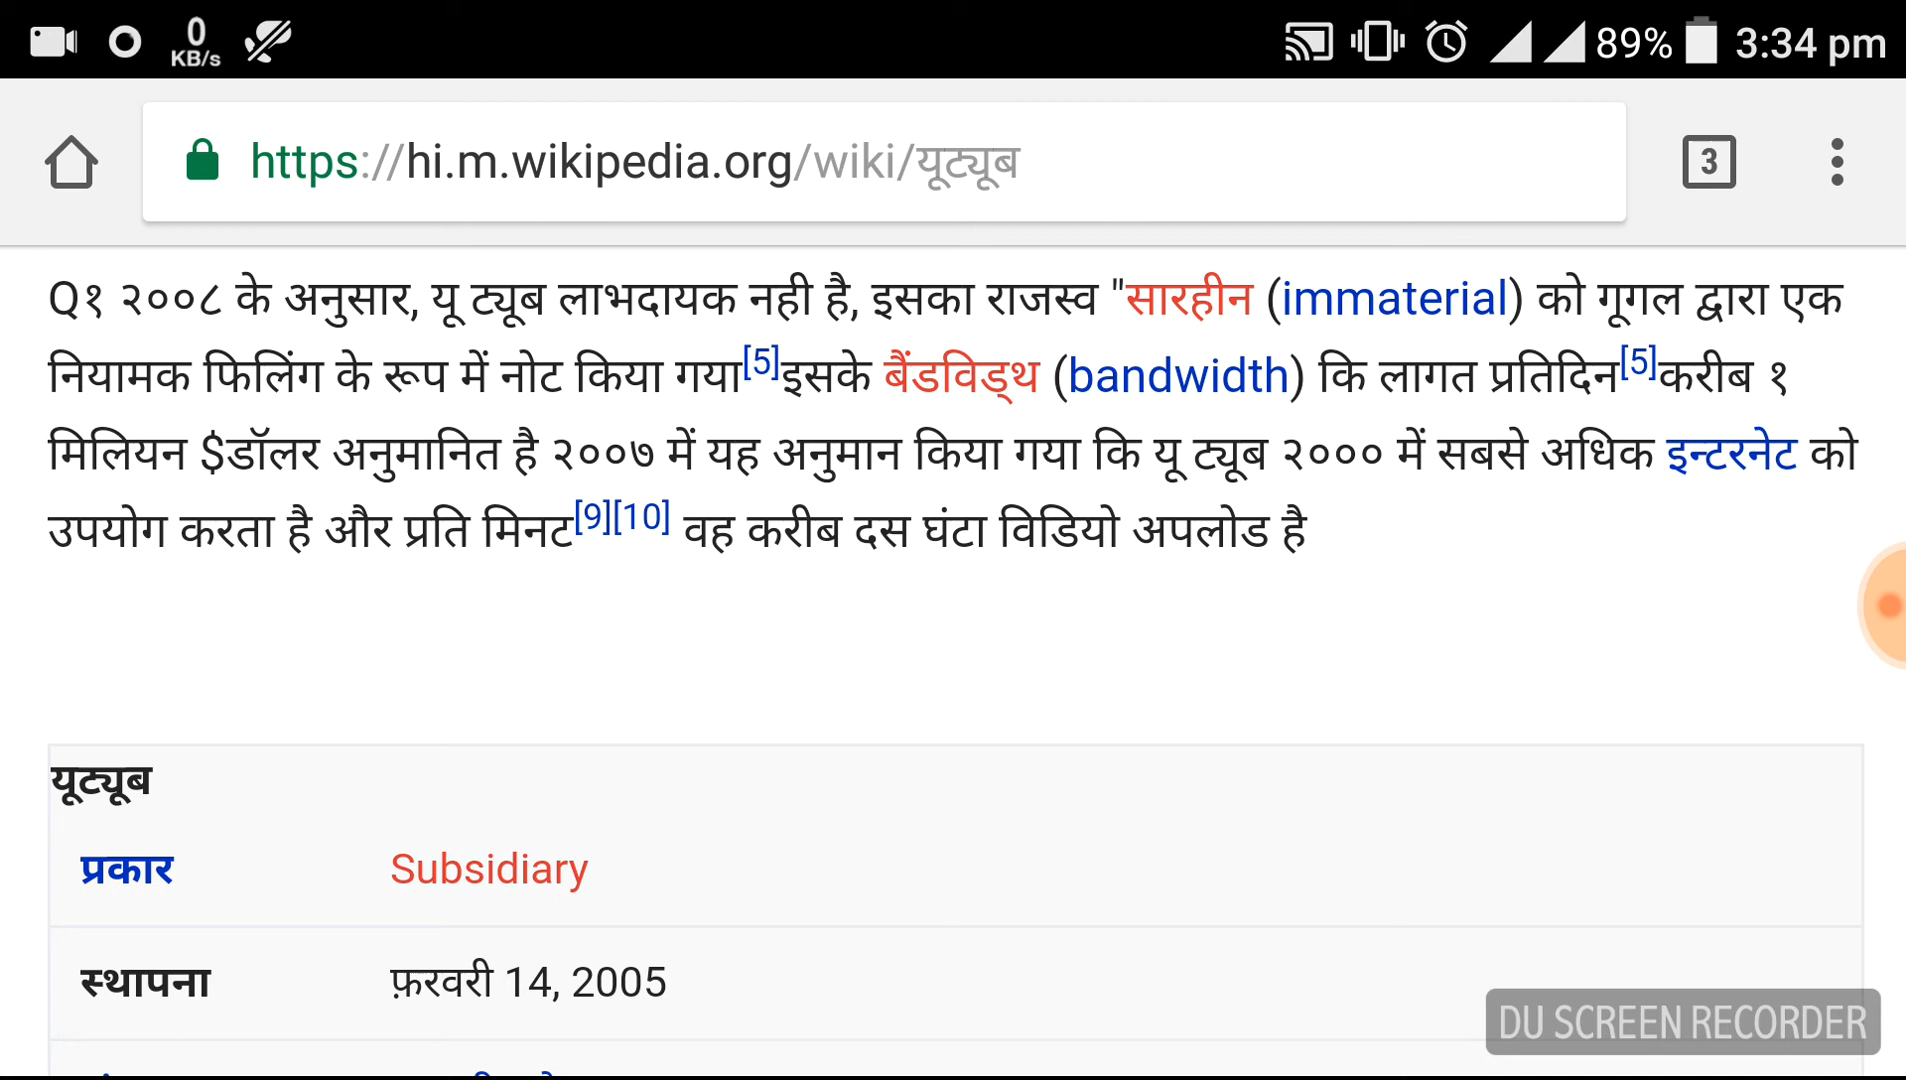 0
KB/s
89% 3:34 pm
https://hi.m.wikipedia.org/wiki/यूट्यूब
3
Q१ २००८ के अनुसार, यू ट्यूब लाभदायक नही है, इसका राजस्व "सारहीन (immaterial) को गूगल द्वारा एक
नियामक फिलिंग के रूप में नोट किया गया[5]इसके बैंडविड्थ (bandwidth) कि लागत प्रतिदिन[5]करीब १
मिलियन $डॉलर अनुमानित है २००७ में यह अनुमान किया गया कि यू ट्यूब २००० में सबसे अधिक इन्टरनेट को
उपयोग करता है और प्रति मिनट[9][10] वह करीब दस घंटा विडियो अपलोड है
यूट्यूब
प्रकार Subsidiary
स्थापना फ़रवरी 14, 2005
DU SCREEN RECORDER